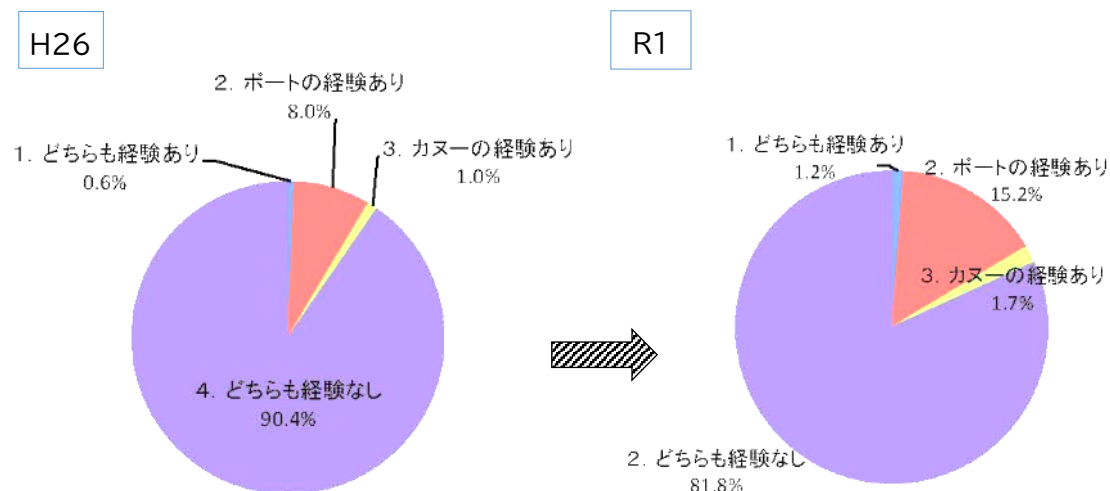 H26
2. ボートの経験あり
8.0%
1. どちらも経験あり
0.6%
3. カヌーの経験あり
1.0%
4. どちらも経験なし
90.4%
R1
1. どちらも経験あり
1.2%
2. ボートの経験あり
15.2%
3. カヌーの経験あり
1.7%
2. どちらも経験なし
81.8%